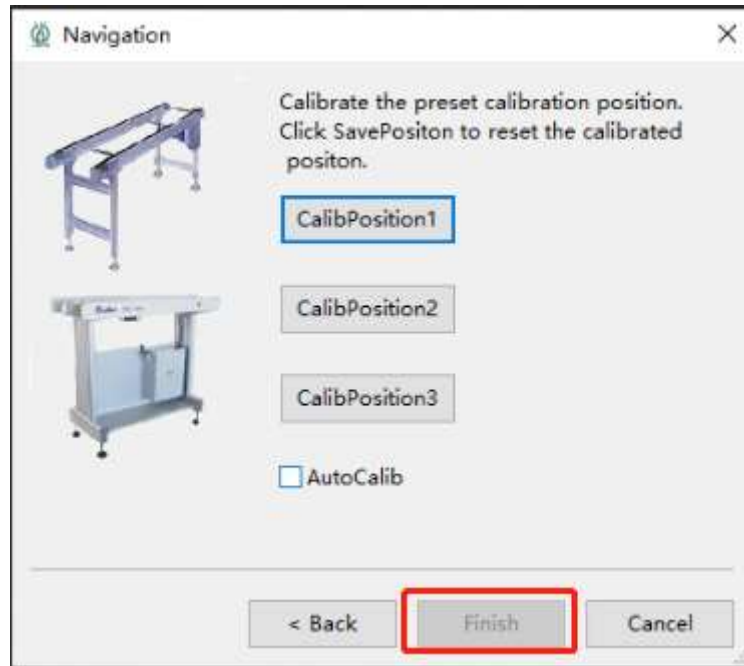 Navigation
Calibrate the preset calibration position.
Click SavePositon to reset the calibrated
positon.
CalibPosition1
CalibPosition2
CalibPosition3
AutoCalib
< Back
Finish
Cancel